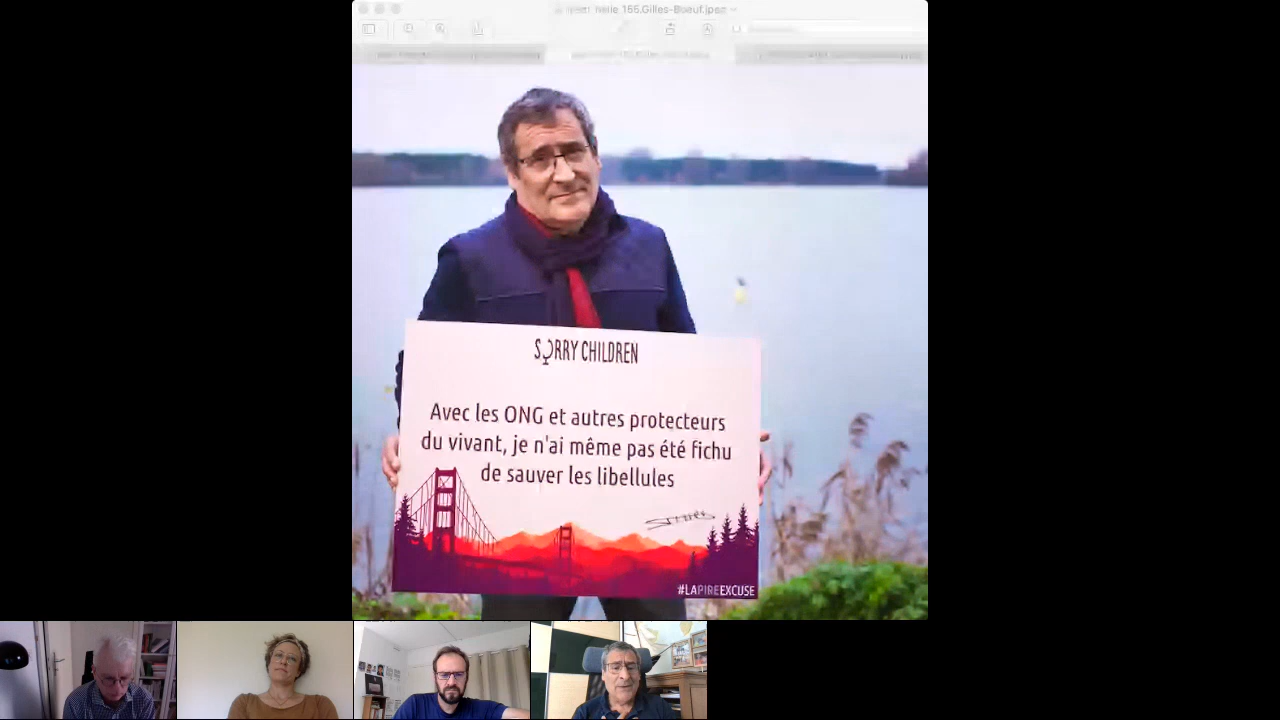 SORRY CHILDREN
Avec les ONG et autres protecteurs
du vivant, je n'ai même pas été fichu
de sauver les libellules
#LAPIREEXCUSE